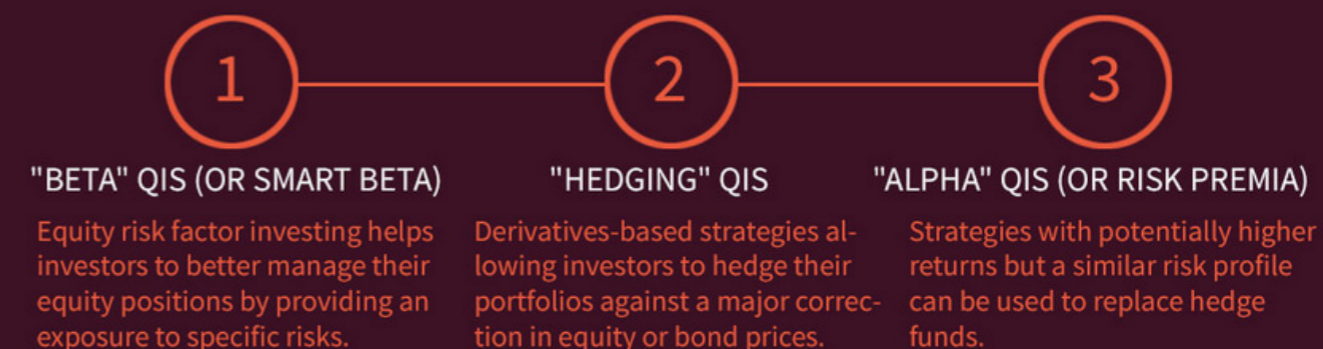 1
2
3
"BETA" QIS (OR SMART BETA)
Equity risk factor investing helps
investors to better manage their
equity positions by providing an
exposure to specific risks.
"HEDGING" QIS
Derivatives-based strategies al-
lowing investors to hedge their
portfolios against a major correc-
tion in equity or bond prices.
"ALPHA" QIS (OR RISK PREMIA)
Strategies with potentially higher
returns but a similar risk profile
can be used to replace hedge
funds.